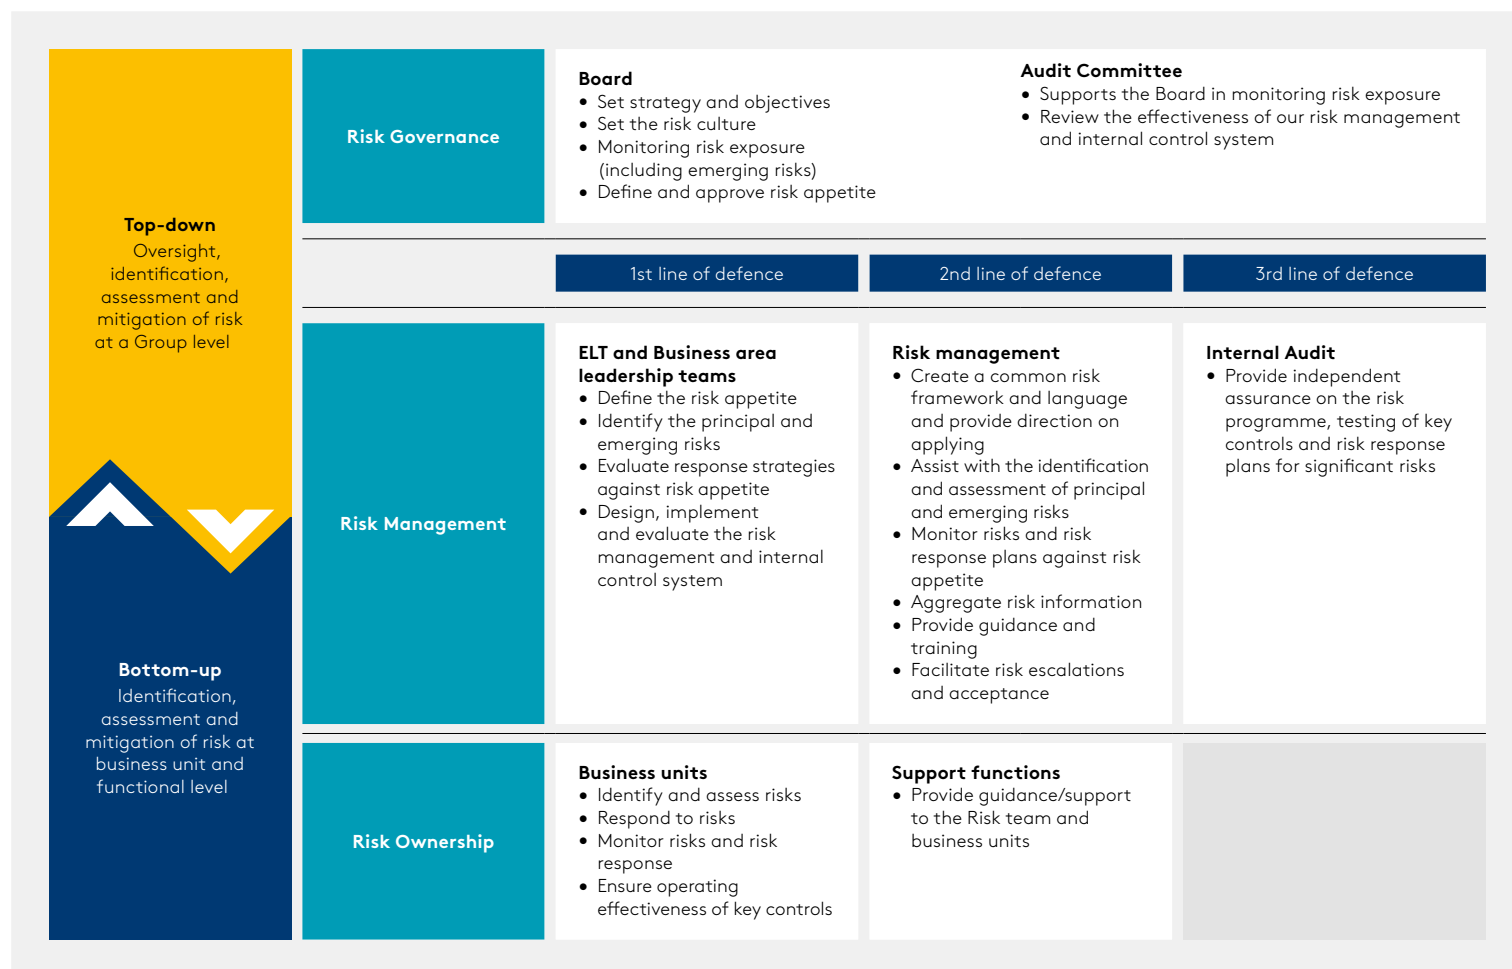 Top-down
Oversight,
identification,
assessment and
mitigation of risk
at a Group level
Bottom-up
Identification,
assessment and
mitigation of risk at
business unit and
functional level
Risk Governance
Board
• Set strategy and objectives
• Set the risk culture
• Monitoring risk exposure
(including emerging risks)
• Define and approve risk appetite
Audit Committee
• Supports the Board in monitoring risk exposure
• Review the effectiveness of our risk management
and internal control system
1st line of defence
2nd line of defence
3rd line of defence
Risk Management
ELT and Business area
leadership teams
• Define the risk appetite
• Identify the principal and
emerging risks
• Evaluate response strategies
against risk appetite
• Design, implement
and evaluate the risk
management and internal
control system
Risk management
• Create a common risk
framework and language
and provide direction on
applying
• Assist with the identification
and assessment of principal
and emerging risks
• Monitor risks and risk
response plans against risk
appetite
• Aggregate risk information
• Provide guidance and
training
• Facilitate risk escalations
and acceptance
Internal Audit
• Provide independent
assurance on the risk
programme, testing of key
controls and risk response
plans for significant risks
Risk Ownership
Business units
• Identify and assess risks
• Respond to risks
• Monitor risks and risk
response
• Ensure operating
effectiveness of key controls
Support functions
• Provide guidance/support
to the Risk team and
business units